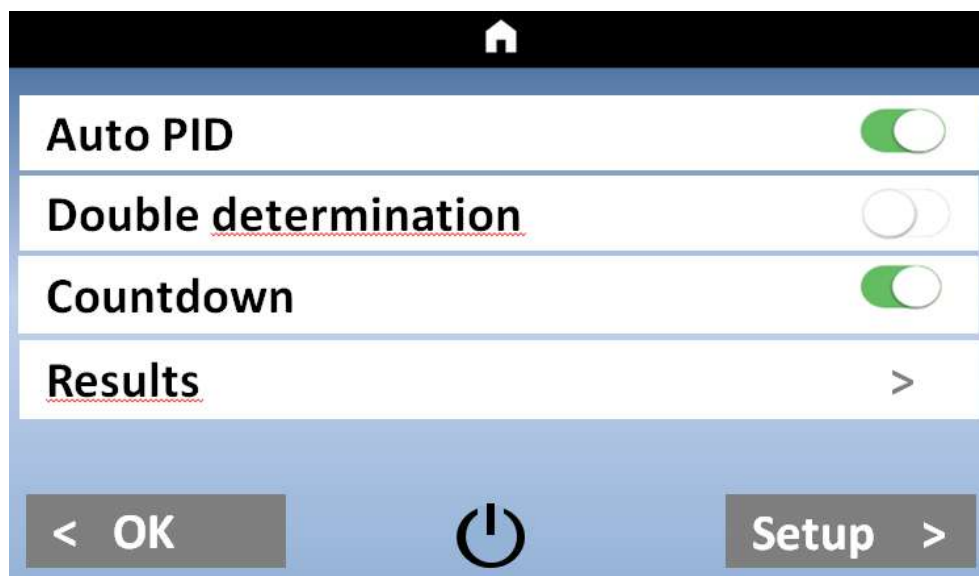 Auto PID
Double determination
Countdown
Results >
< OK
Setup >